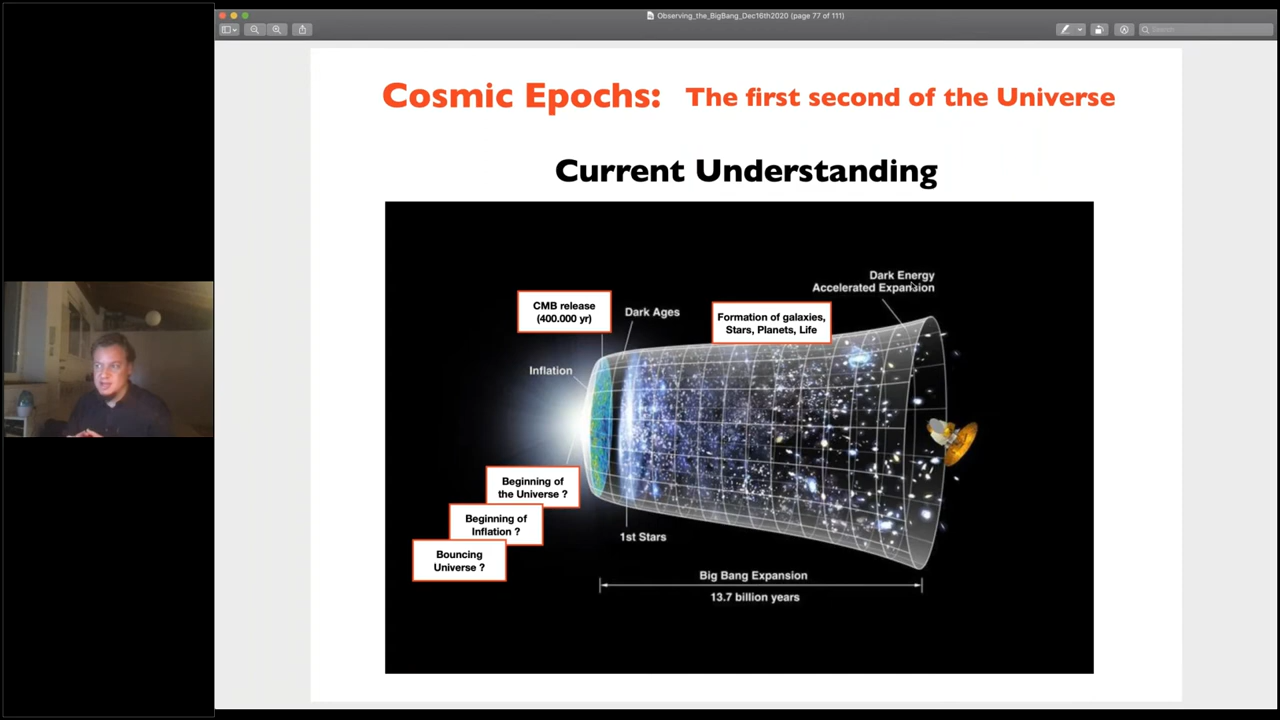 Observing_the_BigBang_Dec16th2020 (page 77 of 111)
Search
Cosmic Epochs: The first second of the Universe
Current Understanding
Dark Energy
Accelerated Expansion
CMB release
(400.000 yr)
Dark Ages
Formation of galaxies,
Stars, Planets, Life
Inflation
Beginning of
the Universe ?
Beginning of
Inflation ?
1st Stars
Bouncing
Universe ?
Big Bang Expansion
13.7 billion years